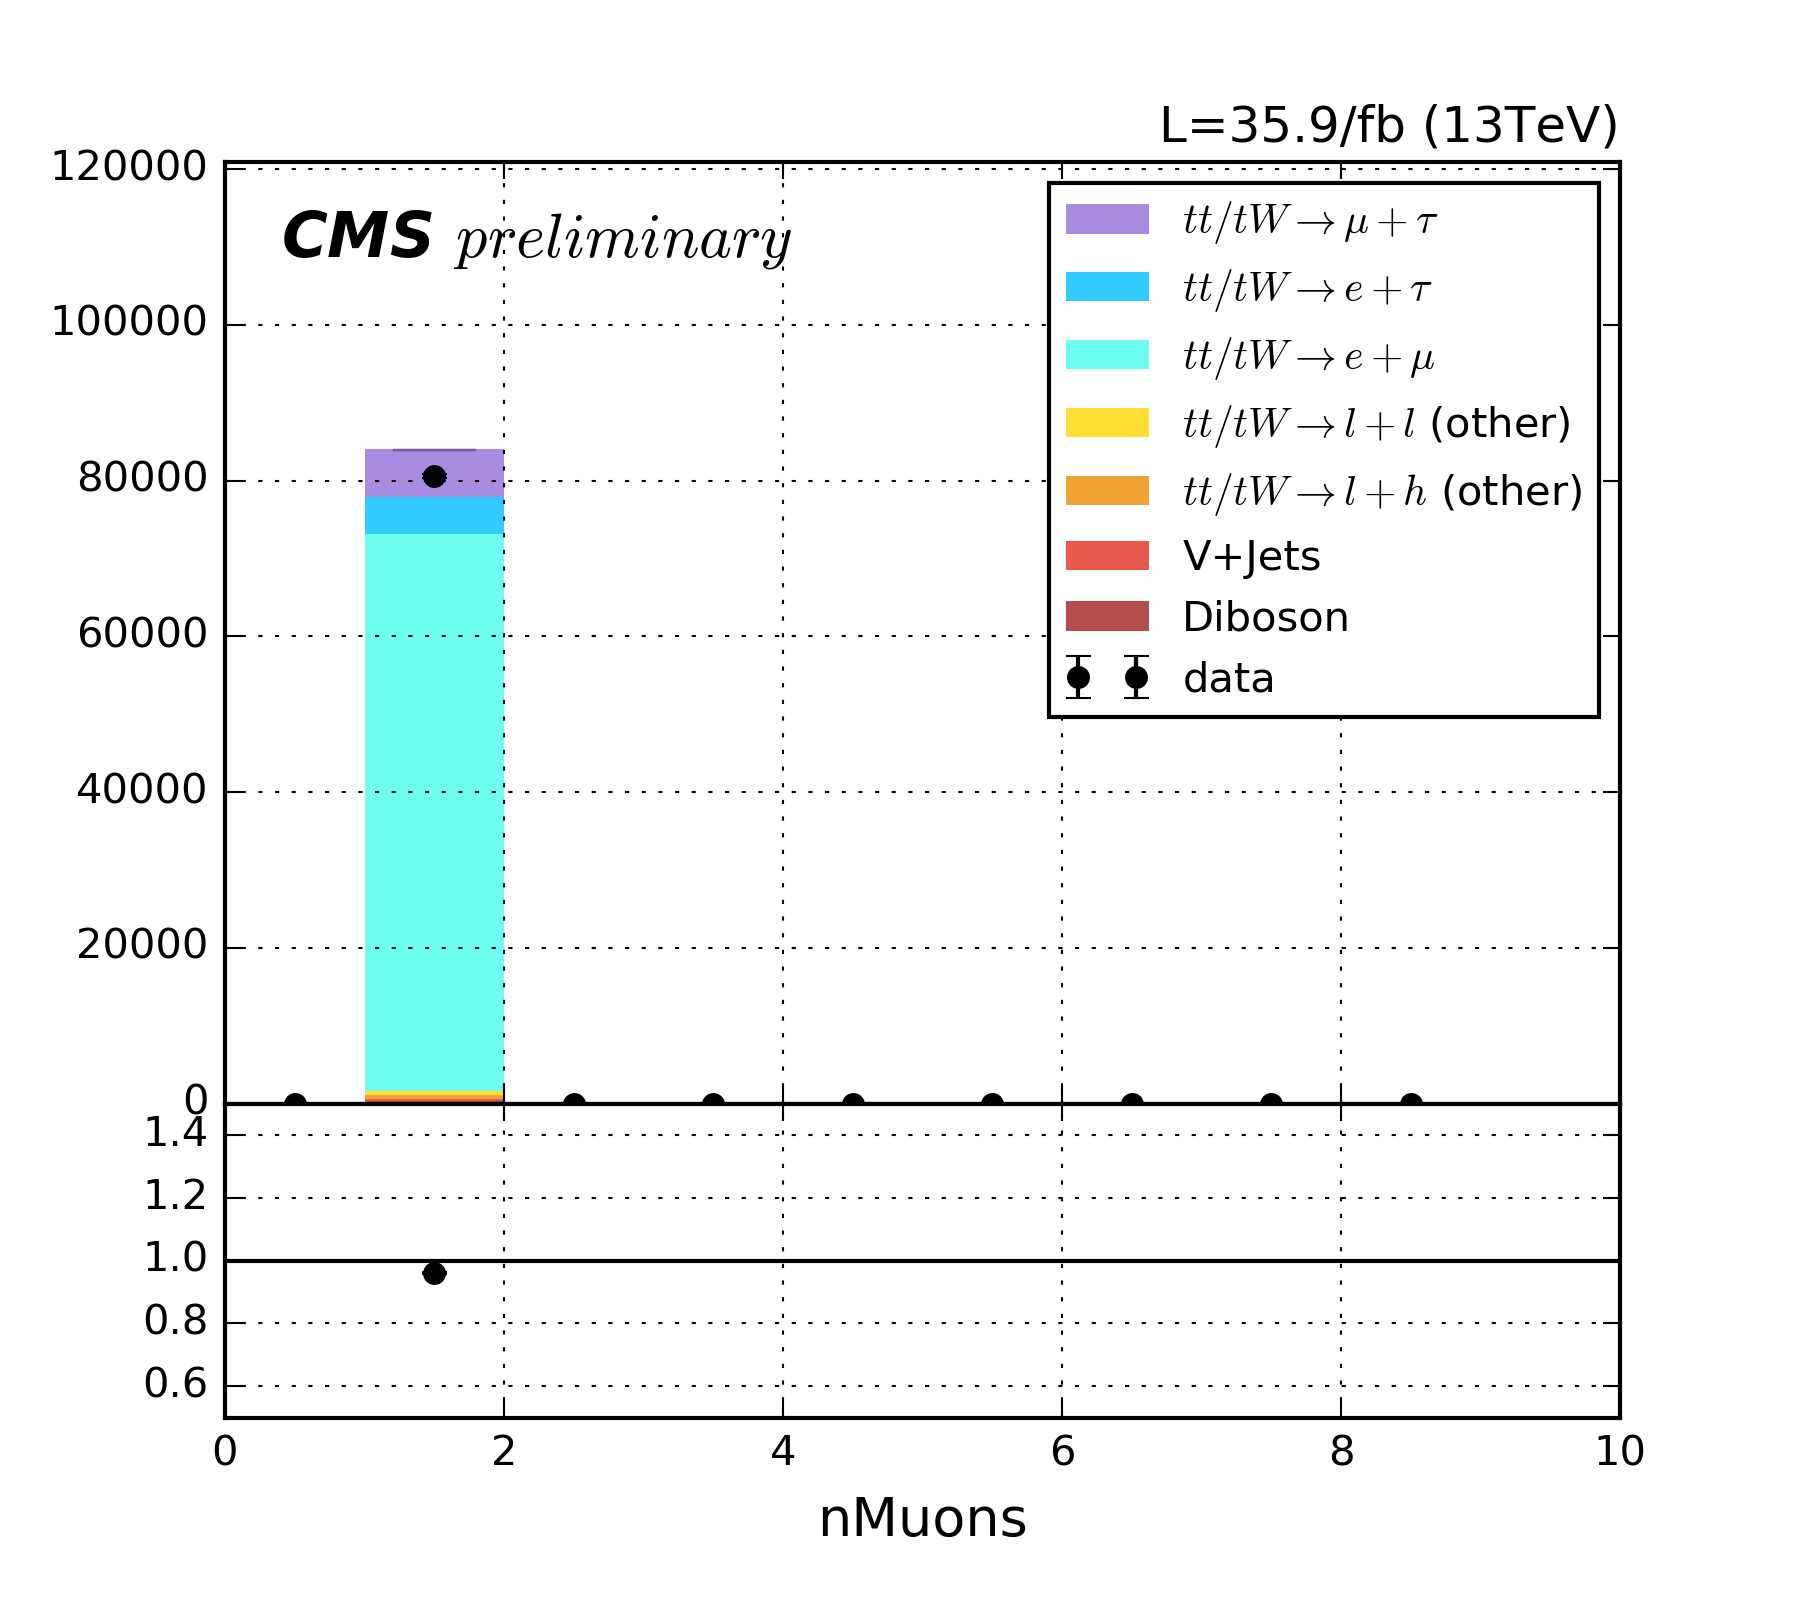 L=35.9/fb (13TeV)
CMS preliminary
120000
100000
80000
60000
40000
20000
0
tt/tW → μ + τ
tt/tW → e + τ
tt/tW → e + μ
tt/tW → l + l (other)
tt/tW → l + h (other)
V+Jets
Diboson
data
1.4
1.2
1.0
0.8
0.6
0 2 4 6 8 10
nMuons